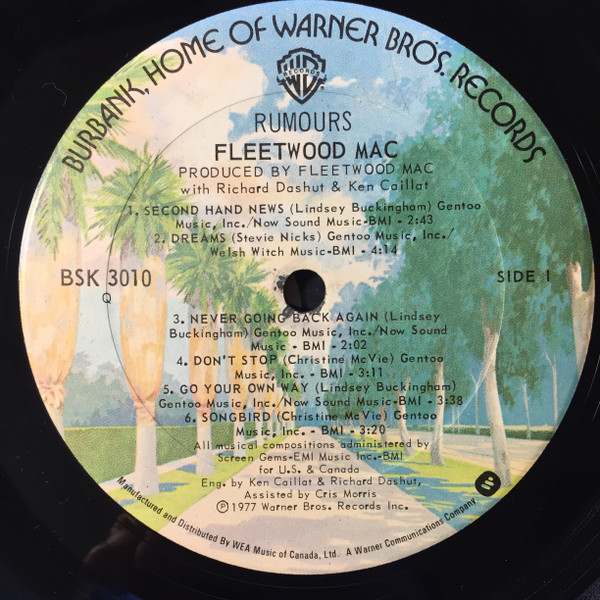 BURBANK, HOME OF WARNER BROS. RECORDS
RECORDS
RUMOURS
FLEETWOOD MAC
PRODUCED BY FLEETWOOD MAC
with Richard Dashut & Ken Caillat
1. SECOND HAND NEWS (Lindsey Buckingham) Gentoo
Music, Inc./Now Sound Music-BMI - 2:43
2. DREAMS (Stevie Nicks) Gentoo Music, Inc./
Welsh Witch Music-BMI - 4:14
BSK 3010
Q
SIDE 1
3. NEVER GOING BACK AGAIN (Lindsey
Buckingham) Gentoo Music, Inc./Now Sound
Music - BMI - 2:02
4. DON'T STOP (Christine McVie) Gentoo
Music, Inc. - BMI - 3:11
5. GO YOUR OWN WAY (Lindsey Buckingham)
Gentoo Music, Inc./Now Sound Music-BMI - 3:38
6. SONGBIRD (Christine McVie) Gentoo
Music, Inc. - BMI - 3:20
All musical compositions administered by
Screen Gems-EMI Music Inc.-BMI
for U.S. & Canada
Eng. by Ken Caillat & Richard Dashut,
Assisted by Cris Morris
Ⓟ 1977 Warner Bros. Records Inc.
Manufactured and Distributed By WEA Music of Canada, Ltd. A Warner Communications Company